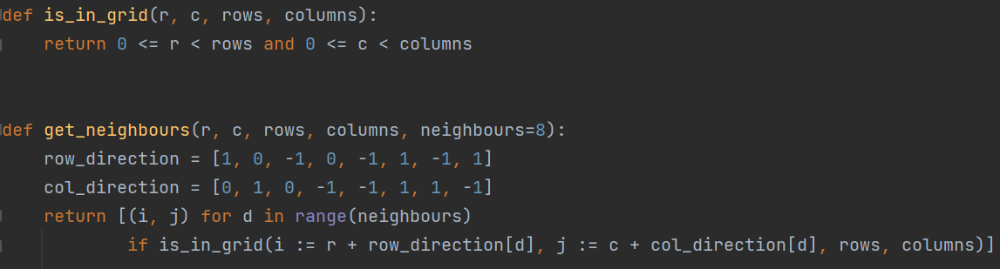 def is_in_grid(r, c, rows, columns):
    return 0 <= r < rows and 0 <= c < columns
def get_neighbours(r, c, rows, columns, neighbours=8):
    row_direction = [1, 0, -1, 0, -1, 1, -1, 1]
    col_direction = [0, 1, 0, -1, -1, 1, 1, -1]
    return [(i, j) for d in range(neighbours)
            if is_in_grid(i := r + row_direction[d], j := c + col_direction[d], rows, columns)]